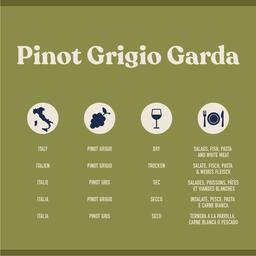 Pinot Grigio Garda
ITALY PINOT GRIGIO DRY SALADS, FISH, PASTA
AND WHITE MEAT
ITALIEN PINOT GRIGIO TROCKEN SALATE, FISCH, PASTA
& WEIßES FLEISCH
ITALIE PINOT GRIS SEC SALADES, POISSONS, PÂTES
ET VIANDES BLANCHES
ITALIA PINOT GRIGIO SECCO INSALATE, PESCE, PASTA
E CARNE BIANCA
ITALIA PINOT GRIS SECO TERNERA A LA PARRILLA,
CARNE BLANCA O PESCADO